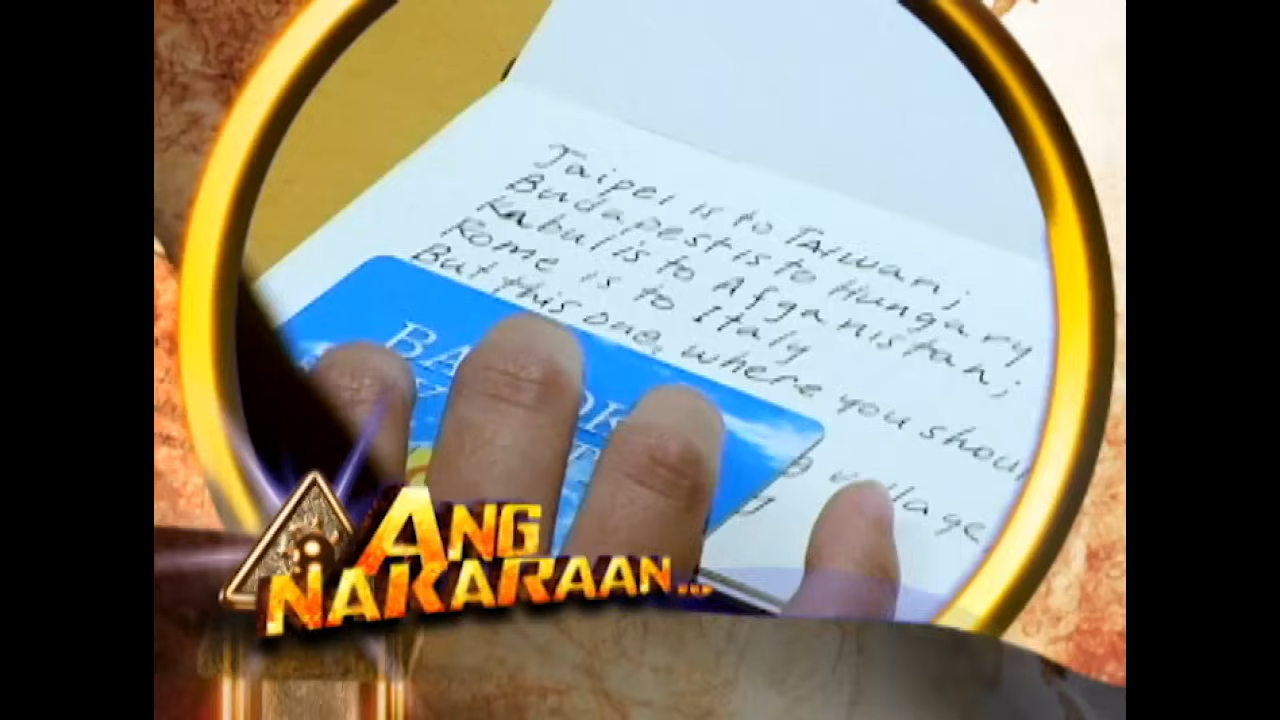 Taipei is to Taiwan;
Budapest is to Hungary
Kabul is to Afganistan;
Rome is to Italy
But this one, where you shou
village
BA
ANG
NAKARAAN...